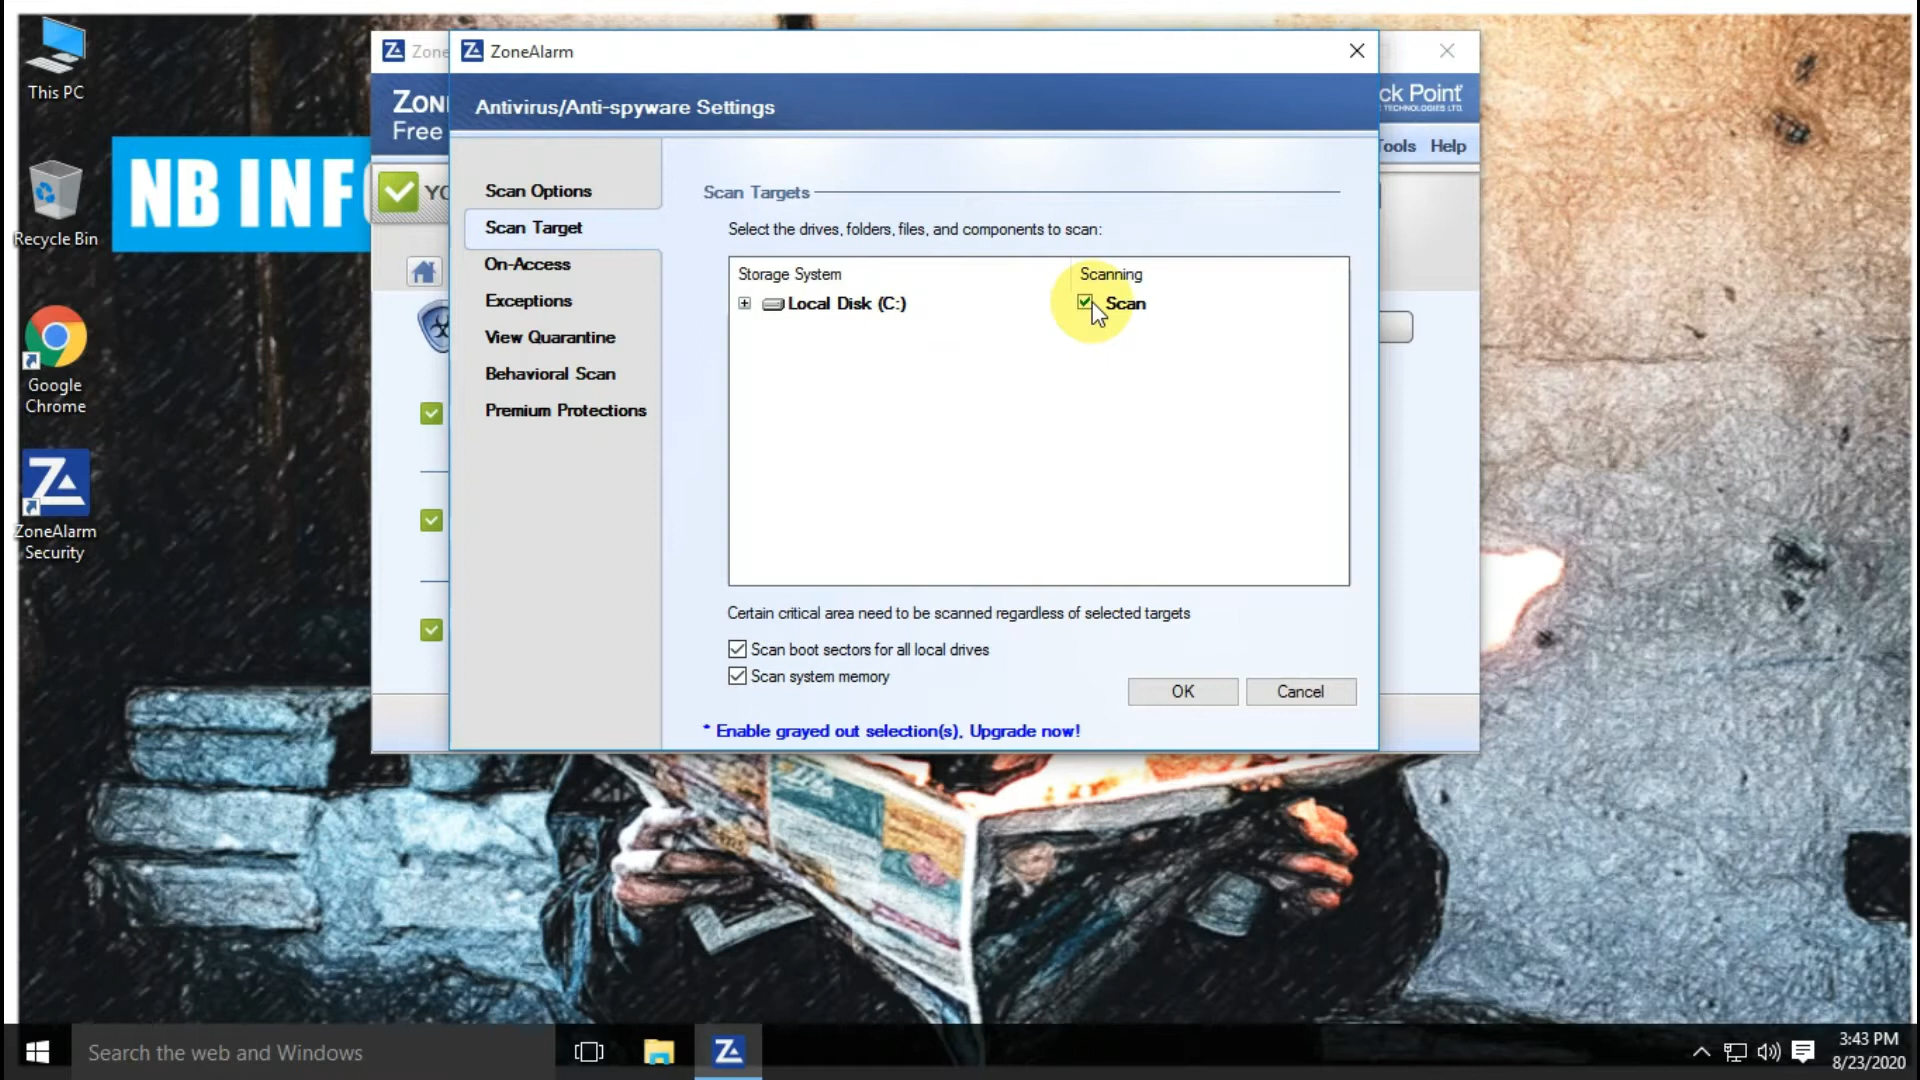 This PC
Recycle Bin
Google
Chrome
ZoneAlarm
Security
NB INF
Zone
ZoneAlarm
ZON
Free
ck Point
TECHNOLOGIES LTD.
Tools Help
YO
Antivirus/Anti-spyware Settings
Scan Options
Scan Target
On-Access
Exceptions
View Quarantine
Behavioral Scan
Premium Protections
Scan Targets
Select the drives, folders, files, and components to scan:
Storage System Scanning
Local Disk (C:) Scan
Certain critical area need to be scanned regardless of selected targets
Scan boot sectors for all local drives
Scan system memory
OK Cancel
* Enable grayed out selection(s), Upgrade now!
Search the web and Windows
3:43 PM
8/23/2020